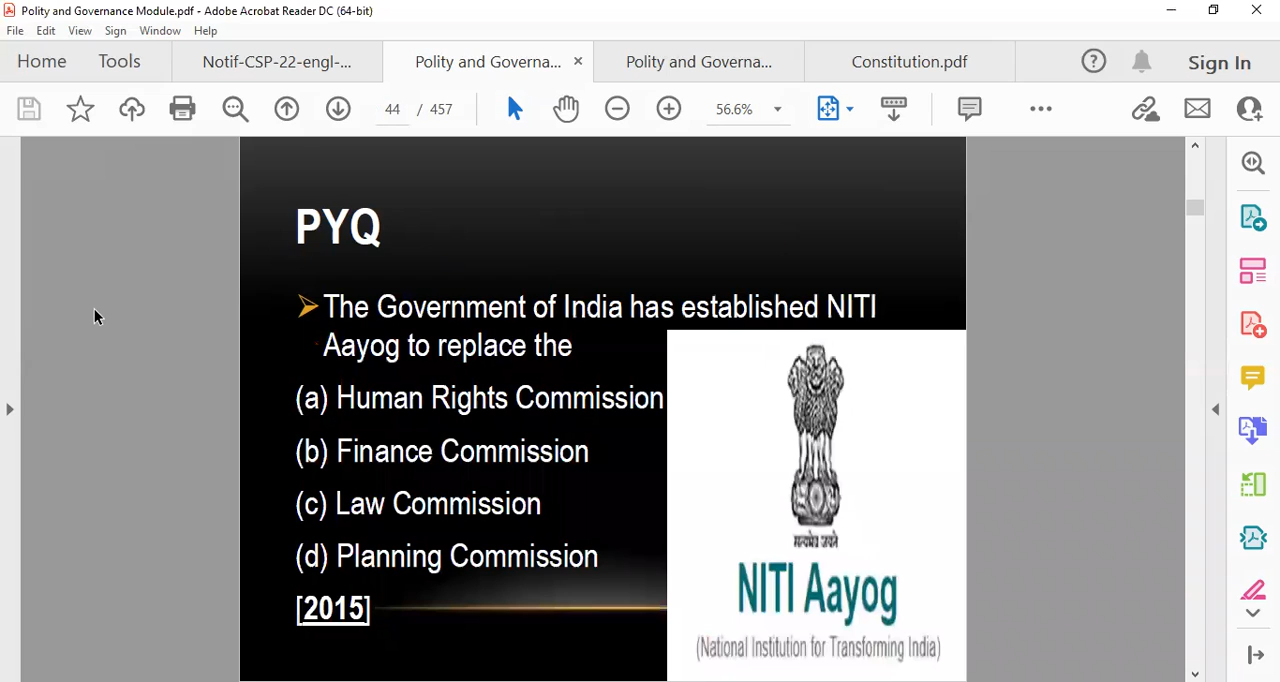 Polity and Governance Module.pdf - Adobe Acrobat Reader DC (64-bit)
File Edit View Sign Window Help
Home Tools Notif-CSP-22-engl-... Polity and Governa... × Polity and Governa... Constitution.pdf Sign In
44 / 457 56.6%
PYQ
The Government of India has established NITI
Aayog to replace the
(a) Human Rights Commission
(b) Finance Commission
(c) Law Commission
(d) Planning Commission
[2015]
सत्यमेव जयते
NITI Aayog
(National Institution for Transforming India)